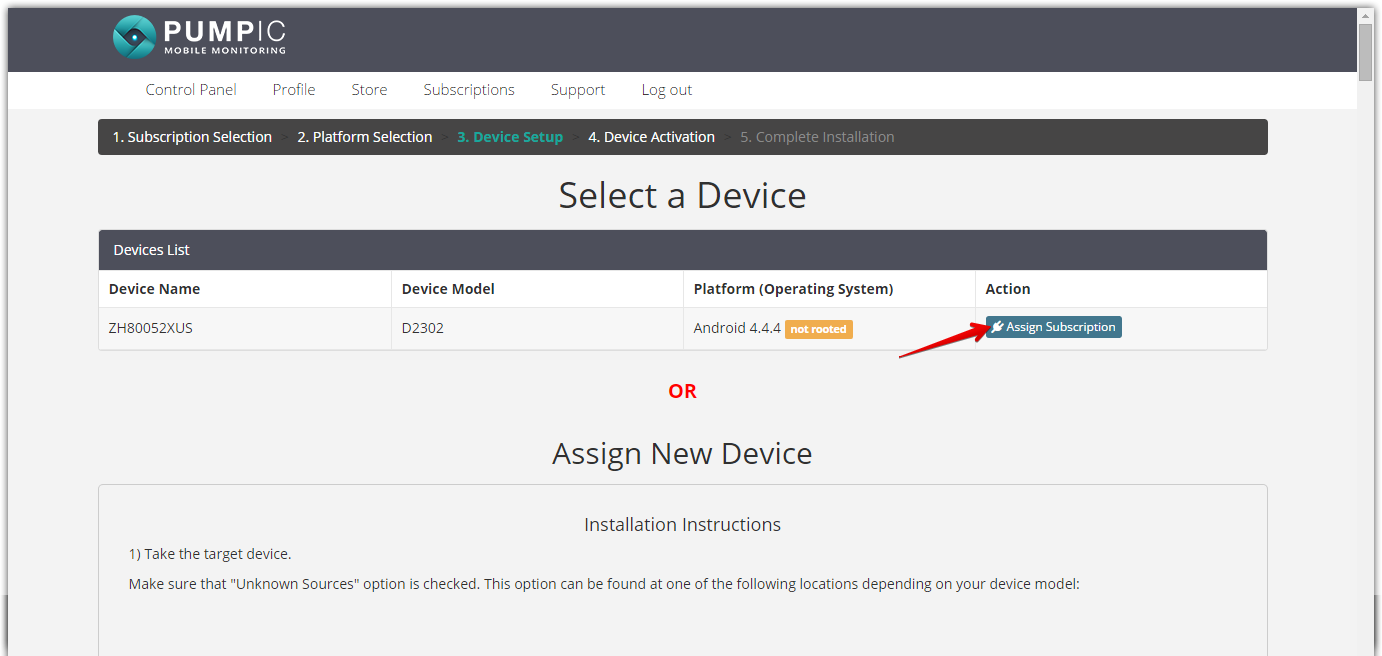 PUMPIC
MOBILE MONITORING
Control Panel Profile Store Subscriptions Support Log out
1. Subscription Selection > 2. Platform Selection > 3. Device Setup > 4. Device Activation > 5. Complete Installation
Select a Device
Devices List
Device Name Device Model Platform (Operating System) Action
ZH80052XUS D2302 Android 4.4.4 not rooted Assign Subscription
OR
Assign New Device
Installation Instructions
1) Take the target device.
Make sure that "Unknown Sources" option is checked. This option can be found at one of the following locations depending on your device model: